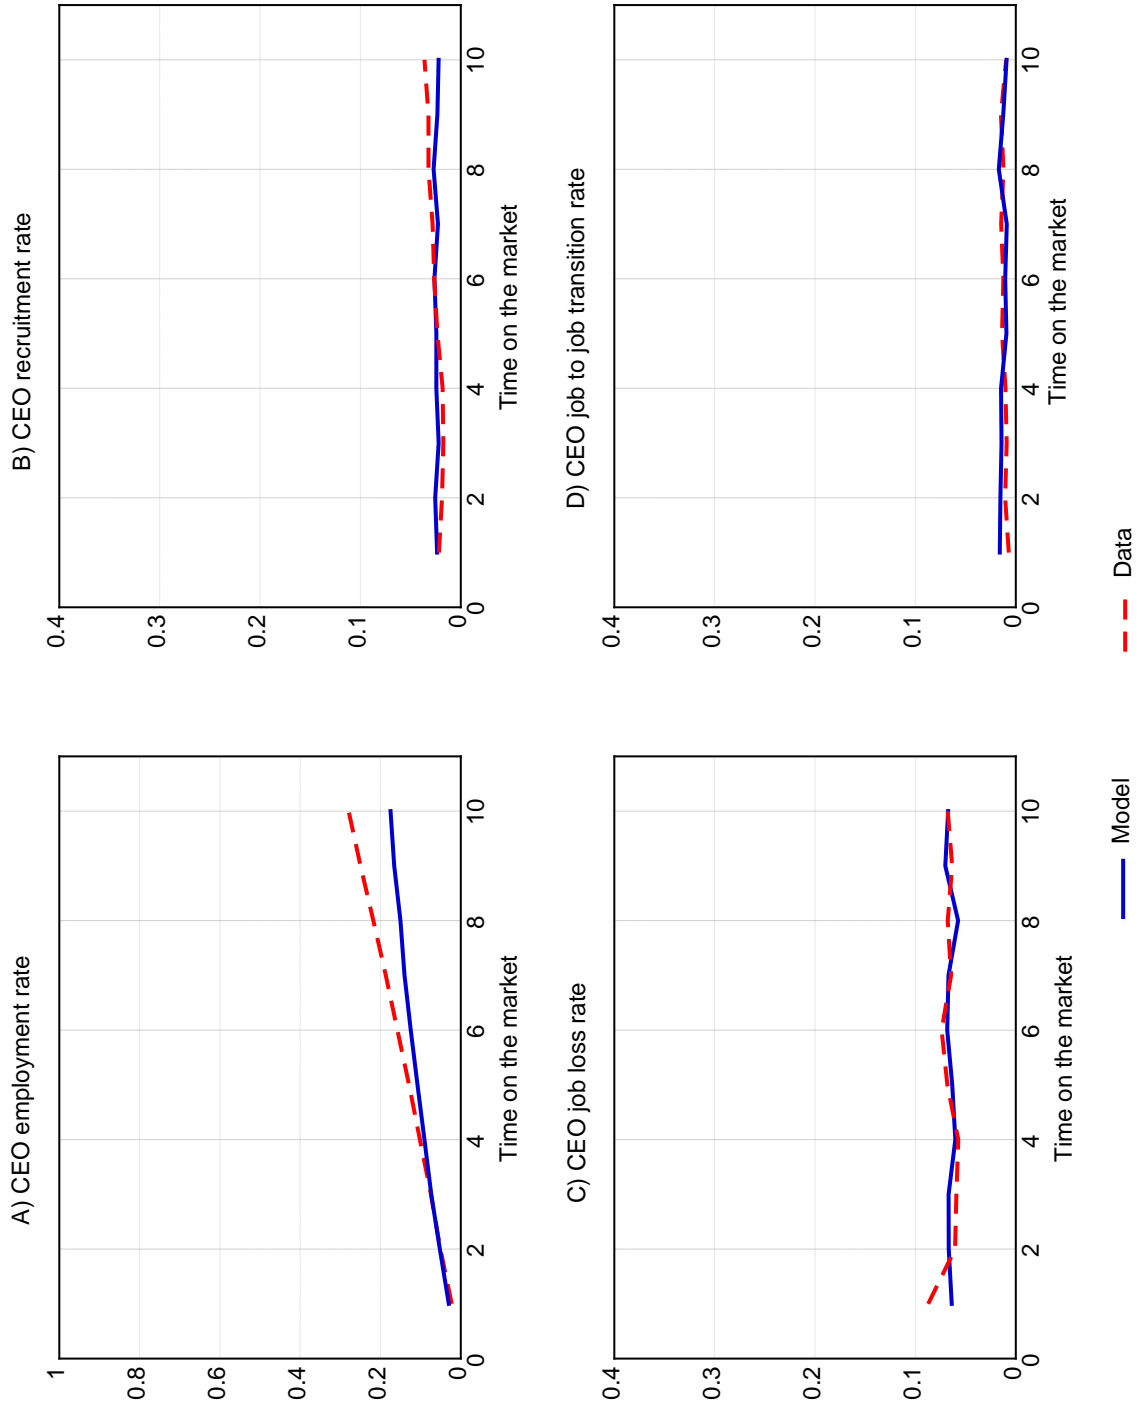 A) CEO employment rate
1
0.8
0.6
0.4
0.2
0
0 2 4 6 8 10
Time on the market
B) CEO recruitment rate
0.4
0.3
0.2
0.1
0
0 2 4 6 8 10
Time on the market
C) CEO job loss rate
0.4
0.3
0.2
0.1
0
0 2 4 6 8 10
Time on the market
D) CEO job to job transition rate
0.4
0.3
0.2
0.1
0
0 2 4 6 8 10
Time on the market
Model Data